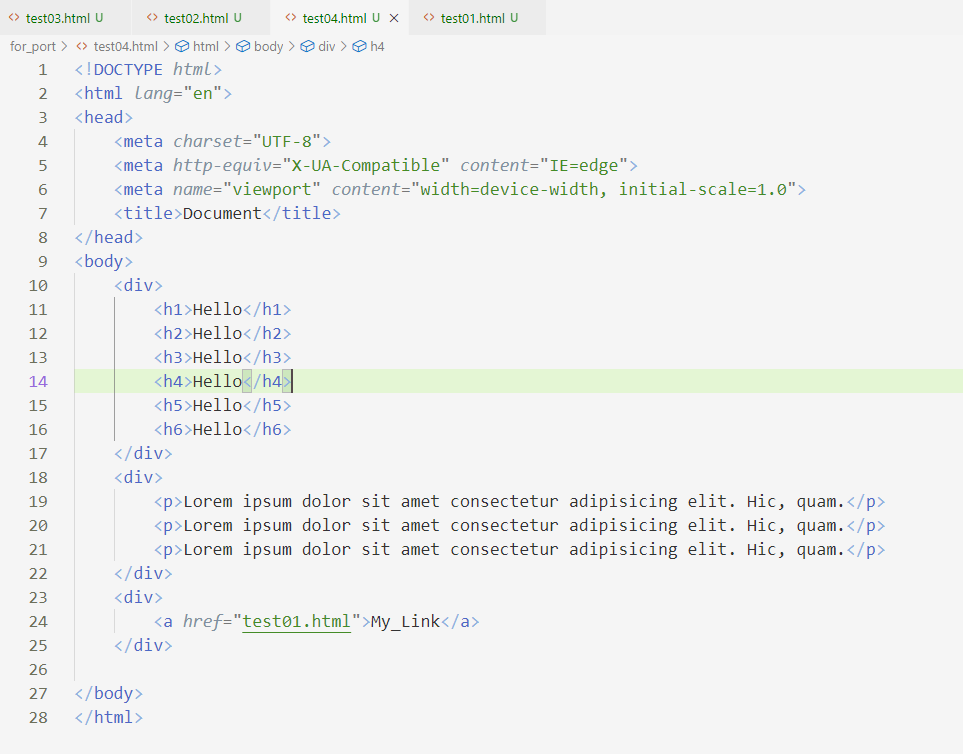 test03.html U test02.html U test04.html U test01.html U
for_port > test04.html > html > body > div > h4
1 <!DOCTYPE html>
2 <html lang="en">
3 <head>
4     <meta charset="UTF-8">
5     <meta http-equiv="X-UA-Compatible" content="IE=edge">
6     <meta name="viewport" content="width=device-width, initial-scale=1.0">
7     <title>Document</title>
8 </head>
9 <body>
10     <div>
11         <h1>Hello</h1>
12         <h2>Hello</h2>
13         <h3>Hello</h3>
14         <h4>Hello</h4>
15         <h5>Hello</h5>
16         <h6>Hello</h6>
17     </div>
18     <div>
19         <p>Lorem ipsum dolor sit amet consectetur adipisicing elit. Hic, quam.</p>
20         <p>Lorem ipsum dolor sit amet consectetur adipisicing elit. Hic, quam.</p>
21         <p>Lorem ipsum dolor sit amet consectetur adipisicing elit. Hic, quam.</p>
22     </div>
23     <div>
24         <a href="test01.html">My_Link</a>
25     </div>
26
27 </body>
28 </html>